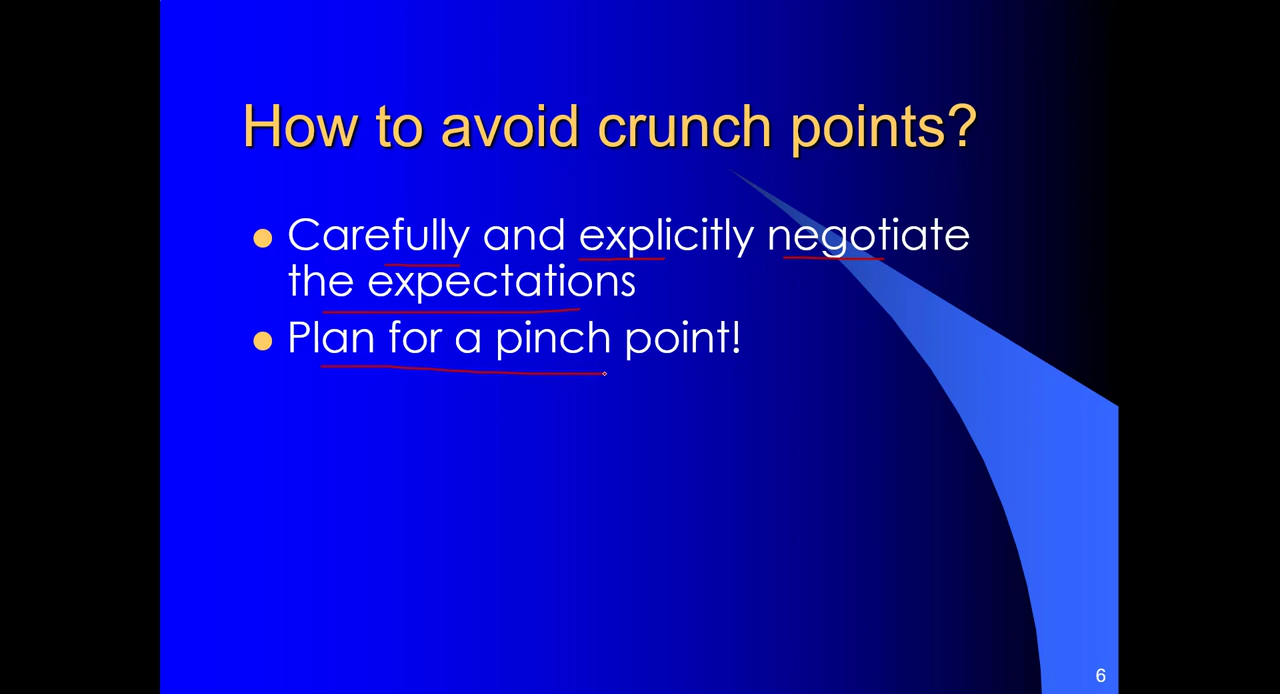 How to avoid crunch points?
Carefully and explicitly negotiate
the expectations
Plan for a pinch point!
6